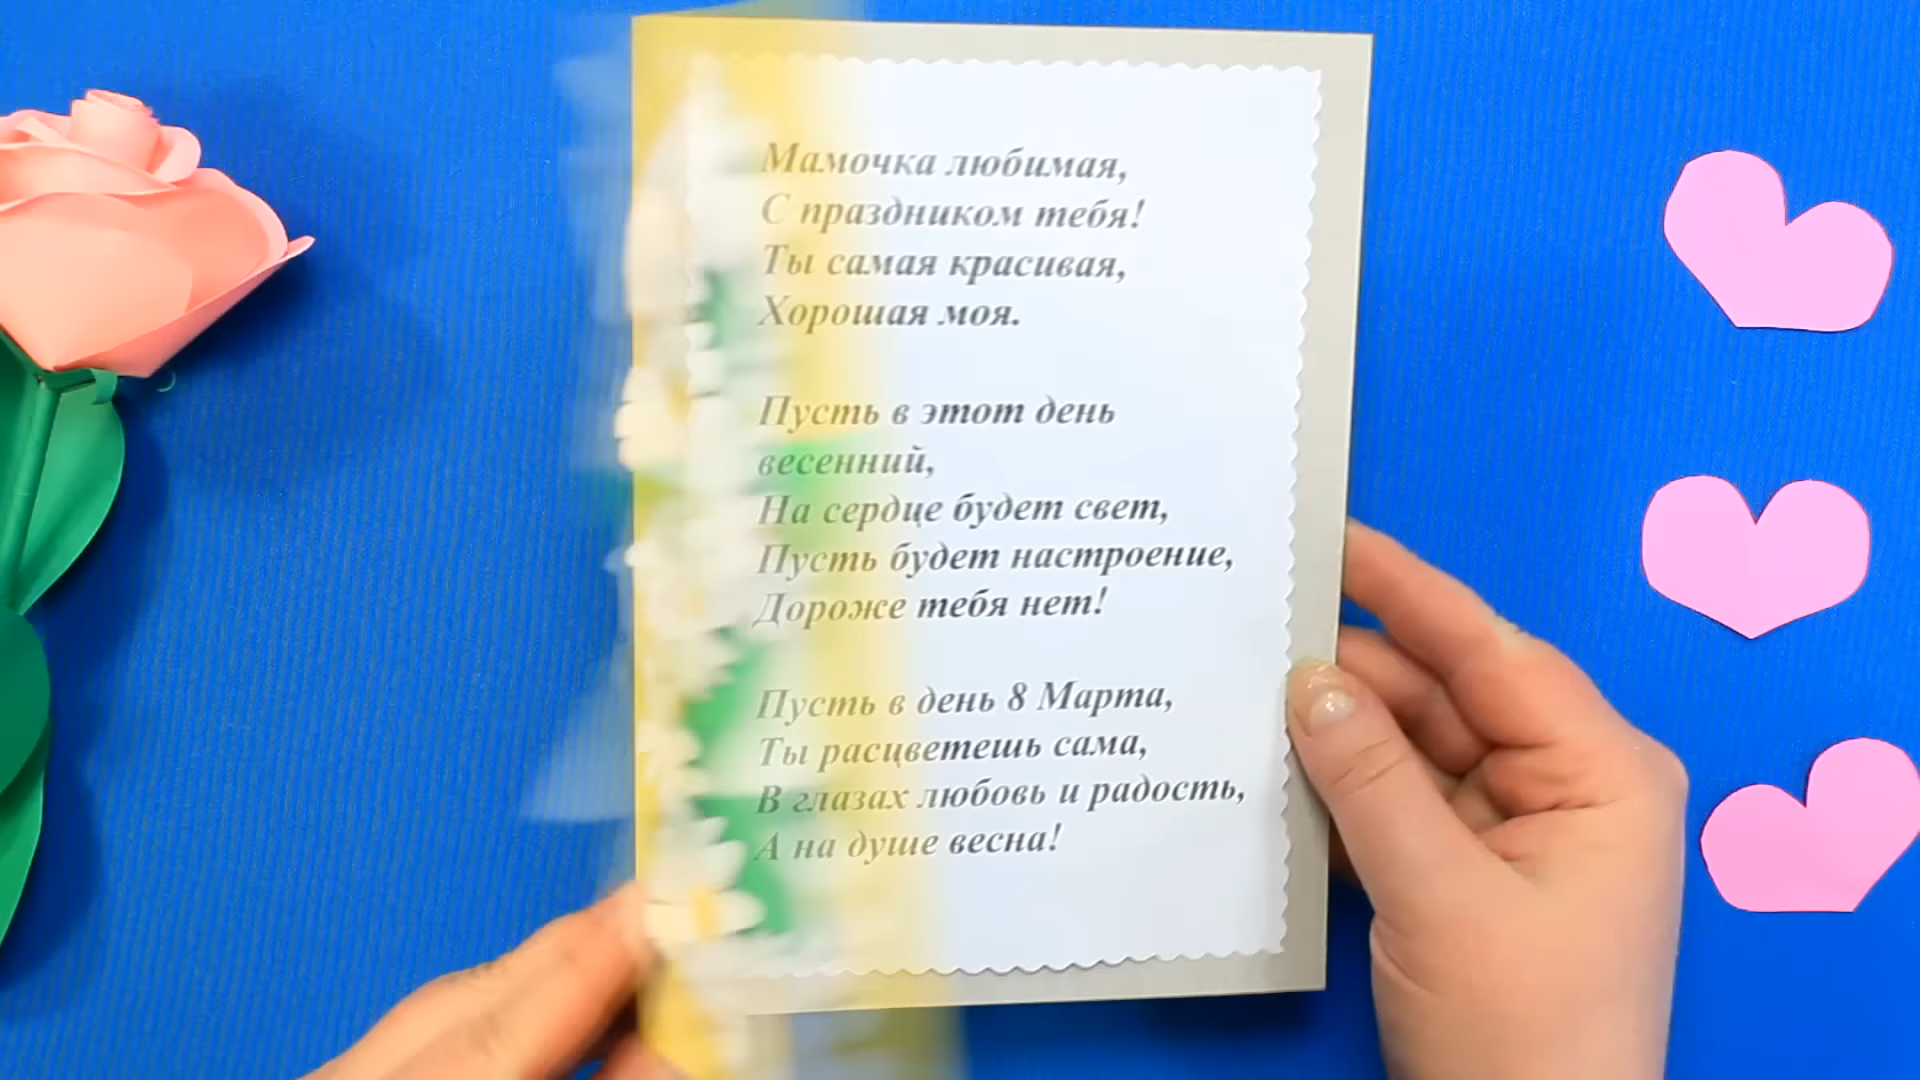 Мамочка любимая,
С праздником тебя!
Ты самая красивая,
Хорошая моя.
Пусть в этот день
весенний,
На сердце будет свет,
Пусть будет настроение,
Дороже тебя нет!
Пусть в день 8 Марта,
Ты расцветешь сама,
В глазах любовь и радость,
А на душе весна!